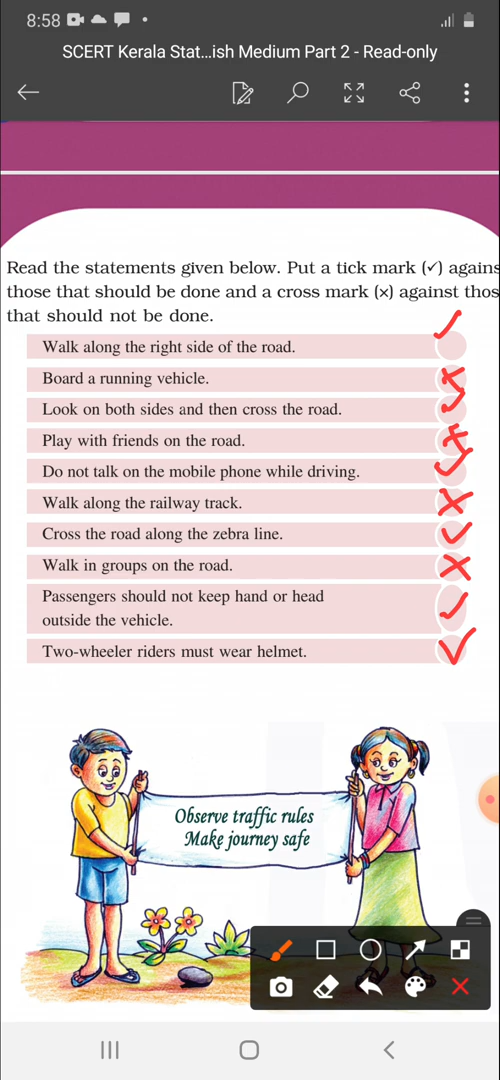 8:58
SCERT Kerala Stat...ish Medium Part 2 - Read-only
Read the statements given below. Put a tick mark (✓) agains
those that should be done and a cross mark (×) against thos
that should not be done.
Walk along the right side of the road. ✓
Board a running vehicle. ×
Look on both sides and then cross the road. ✓
Play with friends on the road. ×
Do not talk on the mobile phone while driving. ✓
Walk along the railway track. ×
Cross the road along the zebra line. ✓
Walk in groups on the road. ×
Passengers should not keep hand or head
outside the vehicle. ✓
Two-wheeler riders must wear helmet. ✓
Observe traffic rules
Make journey safe